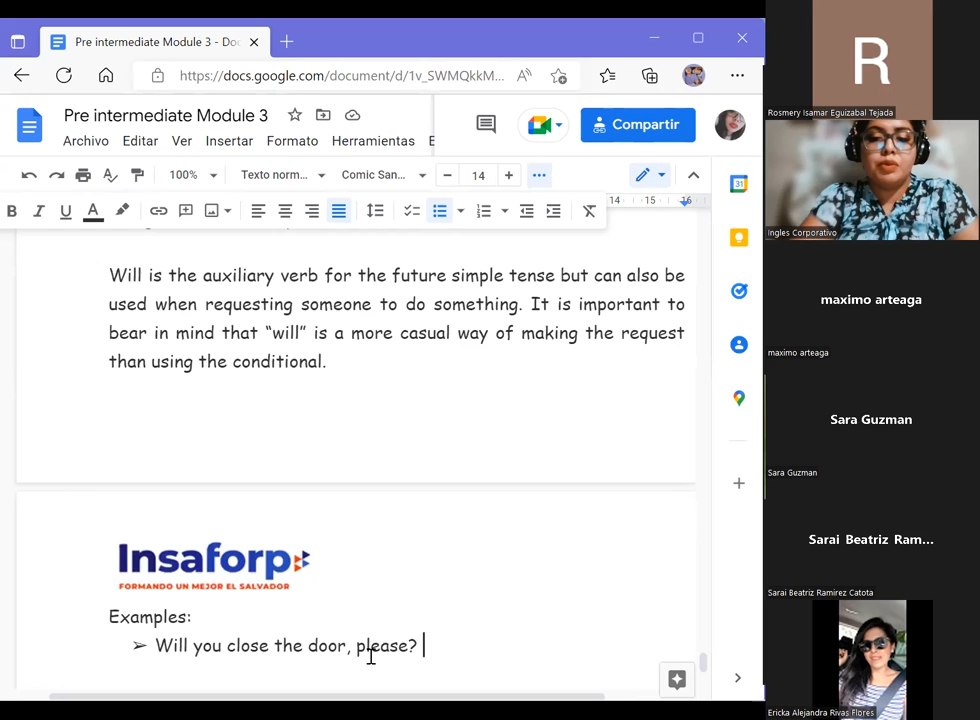 Pre intermediate Module 3 - Doc
https://docs.google.com/document/d/1v_SWMQkkM...
Pre intermediate Module 3
Archivo Editar Ver Insertar Formato Herramientas E
Compartir
100% Texto norm... Comic San... 14
14 15 16
Will is the auxiliary verb for the future simple tense but can also be
used when requesting someone to do something. It is important to
bear in mind that “will” is a more casual way of making the request
than using the conditional.
Insaforp
FORMANDO UN MEJOR EL SALVADOR
Examples:
➢ Will you close the door, please?
R
Rosmery Isamar Eguizabal Tejada
Ingles Corporativo
maximo arteaga
maximo arteaga
Sara Guzman
Sara Guzman
Sarai Beatriz Ram...
Sarai Beatriz Ramirez Catota
Ericka Alejandra Rivas Flores